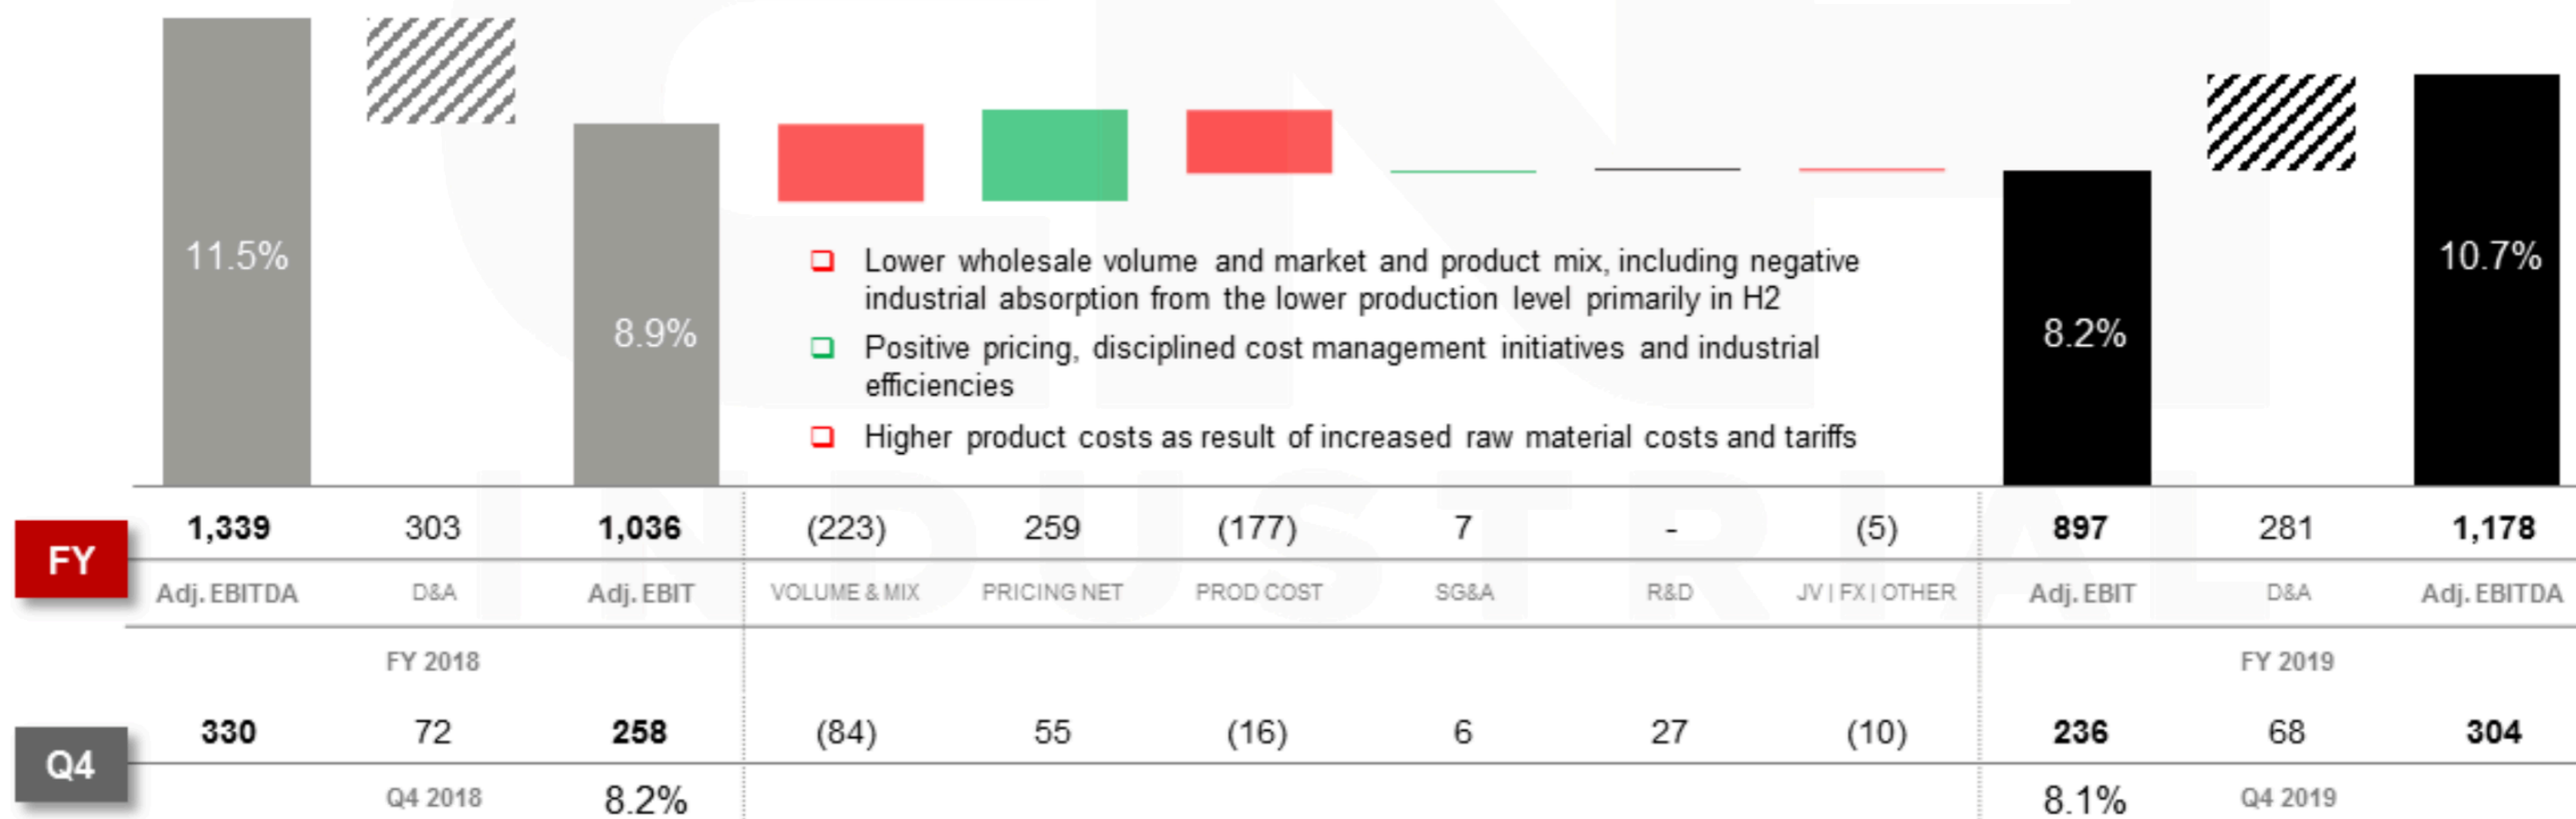 11.5%
8.9%
Lower wholesale volume and market and product mix, including negative
industrial absorption from the lower production level primarily in H2
Positive pricing, disciplined cost management initiatives and industrial
efficiencies
Higher product costs as result of increased raw material costs and tariffs
8.2%
10.7%
FY
1,339 303 1,036 (223) 259 (177) 7 - (5) 897 281 1,178
Adj. EBITDA D&A Adj. EBIT VOLUME & MIX PRICING NET PROD COST SG&A R&D JV | FX | OTHER Adj. EBIT D&A Adj. EBITDA
FY 2018 FY 2019
Q4
330 72 258 (84) 55 (16) 6 27 (10) 236 68 304
Q4 2018 8.2% 8.1% Q4 2019
INDUSTRIAL